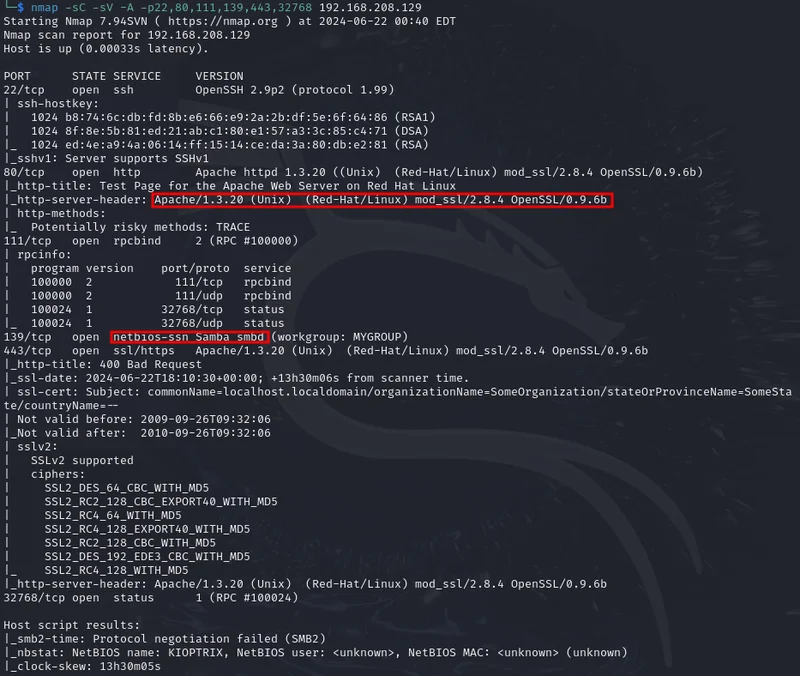 └─$ nmap -sC -sV -A -p22,80,111,139,443,32768 192.168.208.129
Starting Nmap 7.94SVN ( https://nmap.org ) at 2024-06-22 00:40 EDT
Nmap scan report for 192.168.208.129
Host is up (0.00033s latency).

PORT      STATE SERVICE     VERSION
22/tcp    open  ssh         OpenSSH 2.9p2 (protocol 1.99)
| ssh-hostkey:
|   1024 b8:74:6c:db:fd:8b:e6:66:e9:2a:2b:df:5e:6f:64:86 (RSA1)
|   1024 8f:8e:5b:81:ed:21:ab:c1:80:e1:57:a3:3c:85:c4:71 (DSA)
|_  1024 ed:4e:a9:4a:06:14:ff:15:14:ce:da:3a:80:db:e2:81 (RSA)
|_sshv1: Server supports SSHv1
80/tcp    open  http        Apache httpd 1.3.20 ((Unix)  (Red-Hat/Linux) mod_ssl/2.8.4 OpenSSL/0.9.6b)
|_http-title: Test Page for the Apache Web Server on Red Hat Linux
|_http-server-header: Apache/1.3.20 (Unix)  (Red-Hat/Linux) mod_ssl/2.8.4 OpenSSL/0.9.6b
| http-methods:
|_  Potentially risky methods: TRACE
111/tcp   open  rpcbind     2 (RPC #100000)
| rpcinfo:
|   program version    port/proto  service
|   100000  2            111/tcp   rpcbind
|   100000  2            111/udp   rpcbind
|   100024  1          32768/tcp   status
|_  100024  1          32768/udp   status
139/tcp   open  netbios-ssn Samba smbd (workgroup: MYGROUP)
443/tcp   open  ssl/https   Apache/1.3.20 (Unix)  (Red-Hat/Linux) mod_ssl/2.8.4 OpenSSL/0.9.6b
|_http-title: 400 Bad Request
|_ssl-date: 2024-06-22T18:10:30+00:00; +13h30m06s from scanner time.
| ssl-cert: Subject: commonName=localhost.localdomain/organizationName=SomeOrganization/stateOrProvinceName=SomeSta
te/countryName=--
| Not valid before: 2009-09-26T09:32:06
|_Not valid after:  2010-09-26T09:32:06
| sslv2:
|   SSLv2 supported
|   ciphers:
|     SSL2_DES_64_CBC_WITH_MD5
|     SSL2_RC2_128_CBC_EXPORT40_WITH_MD5
|     SSL2_RC4_64_WITH_MD5
|     SSL2_RC4_128_EXPORT40_WITH_MD5
|     SSL2_RC2_128_CBC_WITH_MD5
|     SSL2_DES_192_EDE3_CBC_WITH_MD5
|_    SSL2_RC4_128_WITH_MD5
|_http-server-header: Apache/1.3.20 (Unix)  (Red-Hat/Linux) mod_ssl/2.8.4 OpenSSL/0.9.6b
32768/tcp open  status      1 (RPC #100024)

Host script results:
|_smb2-time: Protocol negotiation failed (SMB2)
|_nbstat: NetBIOS name: KIOPTRIX, NetBIOS user: <unknown>, NetBIOS MAC: <unknown> (unknown)
|_clock-skew: 13h30m05s